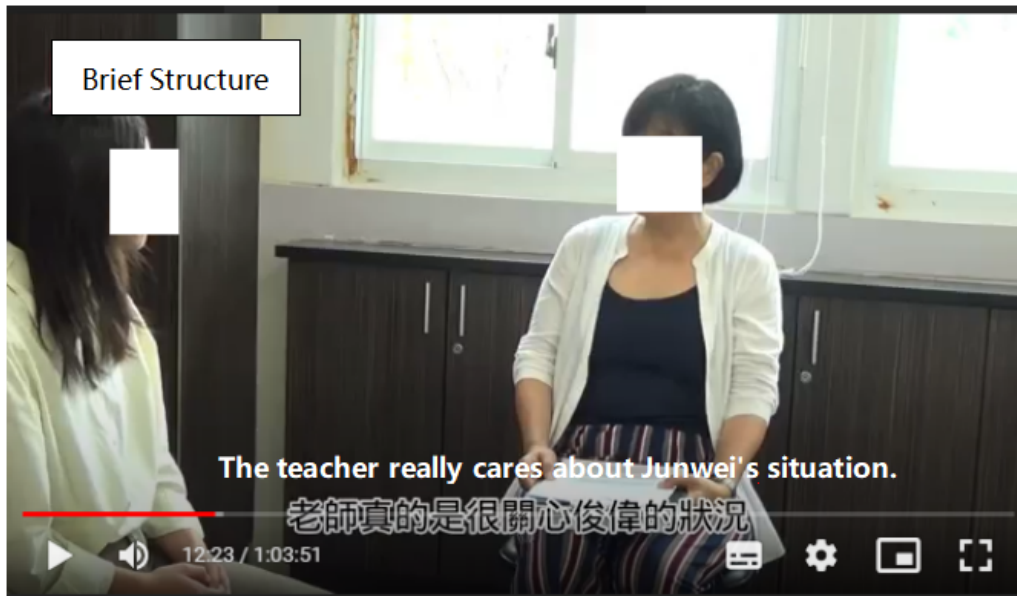 Brief Structure
The teacher really cares about Junwei's situation.
老師真的是很關心俊偉的狀況
12:23 / 1:03:51